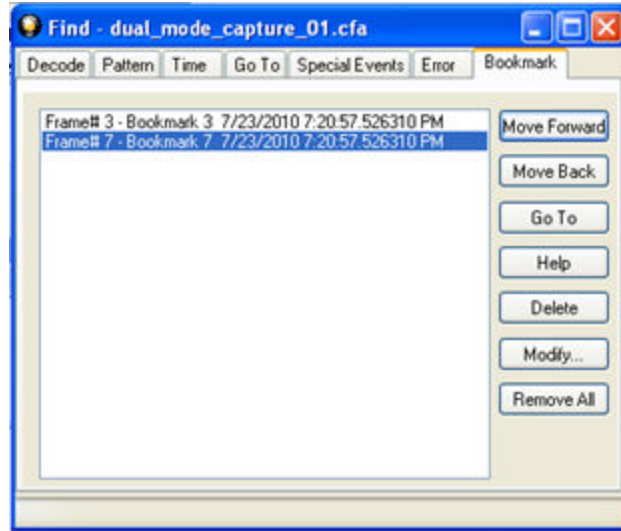 Find - dual_mode_capture_01.cfa
Decode Pattern Time Go To Special Events Error Bookmark
Frame# 3 - Bookmark 3 7/23/2010 7:20:57.526310 PM
Frame# 7 - Bookmark 7 7/23/2010 7:20:57.526310 PM
Move Forward
Move Back
Go To
Help
Delete
Modify...
Remove All